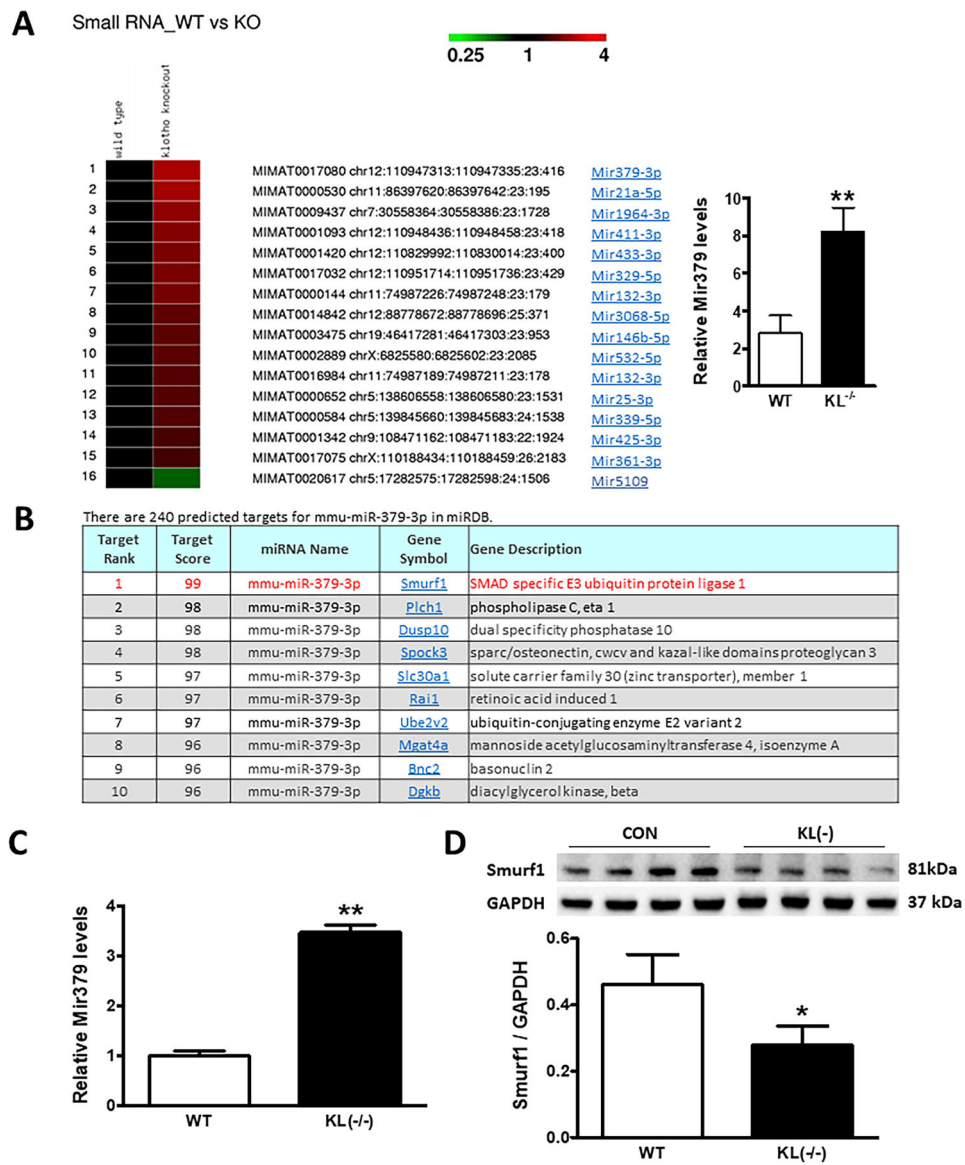 A
Small RNA_WT vs KO
0.25 1 4
wild type
klotho knockout
1 MIMAT0017080 chr12:110947313:110947335:23:416 Mir379-3p
2 MIMAT0000530 chr11:86397620:86397642:23:195 Mir21a-5p
3 MIMAT0009437 chr7:30558364:30558386:23:1728 Mir1964-3p
4 MIMAT0001093 chr12:110948436:110948458:23:418 Mir411-3p
5 MIMAT0001420 chr12:110829992:110830014:23:400 Mir433-3p
6 MIMAT0017032 chr12:110951714:110951736:23:429 Mir329-5p
7 MIMAT0000144 chr11:74987226:74987248:23:179 Mir132-3p
8 MIMAT0014842 chr12:88778672:88778696:25:371 Mir3068-5p
9 MIMAT0003475 chr19:46417281:46417303:23:953 Mir146b-5p
10 MIMAT0002889 chrX:6825580:6825602:23:2085 Mir532-5p
11 MIMAT0016984 chr11:74987189:74987211:23:178 Mir132-3p
12 MIMAT0000652 chr5:138606558:138606580:23:1531 Mir25-3p
13 MIMAT0000584 chr5:139845660:139845683:24:1538 Mir339-5p
14 MIMAT0001342 chr9:108471162:108471183:22:1924 Mir425-3p
15 MIMAT0017075 chrX:110188434:110188459:26:2183 Mir361-3p
16 MIMAT0020617 chr5:17282575:17282598:24:1506 Mir5109
Relative Mir379 levels
10
8
6
4
2
0
**
WT KL-/-
B
There are 240 predicted targets for mmu-miR-379-3p in miRDB.
Target Rank Target Score miRNA Name Gene Symbol Gene Description
1 99 mmu-miR-379-3p Smurf1 SMAD specific E3 ubiquitin protein ligase 1
2 98 mmu-miR-379-3p Plch1 phospholipase C, eta 1
3 98 mmu-miR-379-3p Dusp10 dual specificity phosphatase 10
4 98 mmu-miR-379-3p Spock3 sparc/osteonectin, cwcv and kazal-like domains proteoglycan 3
5 97 mmu-miR-379-3p Slc30a1 solute carrier family 30 (zinc transporter), member 1
6 97 mmu-miR-379-3p Rai1 retinoic acid induced 1
7 97 mmu-miR-379-3p Ube2v2 ubiquitin-conjugating enzyme E2 variant 2
8 96 mmu-miR-379-3p Mgat4a mannoside acetylglucosaminyltransferase 4, isoenzyme A
9 96 mmu-miR-379-3p Bnc2 basonuclin 2
10 96 mmu-miR-379-3p Dgkb diacylglycerol kinase, beta
C
Relative Mir379 levels
4
3
2
1
0
**
WT KL(-/-)
D
CON KL(-)
Smurf1 81kDa
GAPDH 37 kDa
Smurf1 / GAPDH
0.6
0.4
0.2
0.0
*
WT KL(-/-)